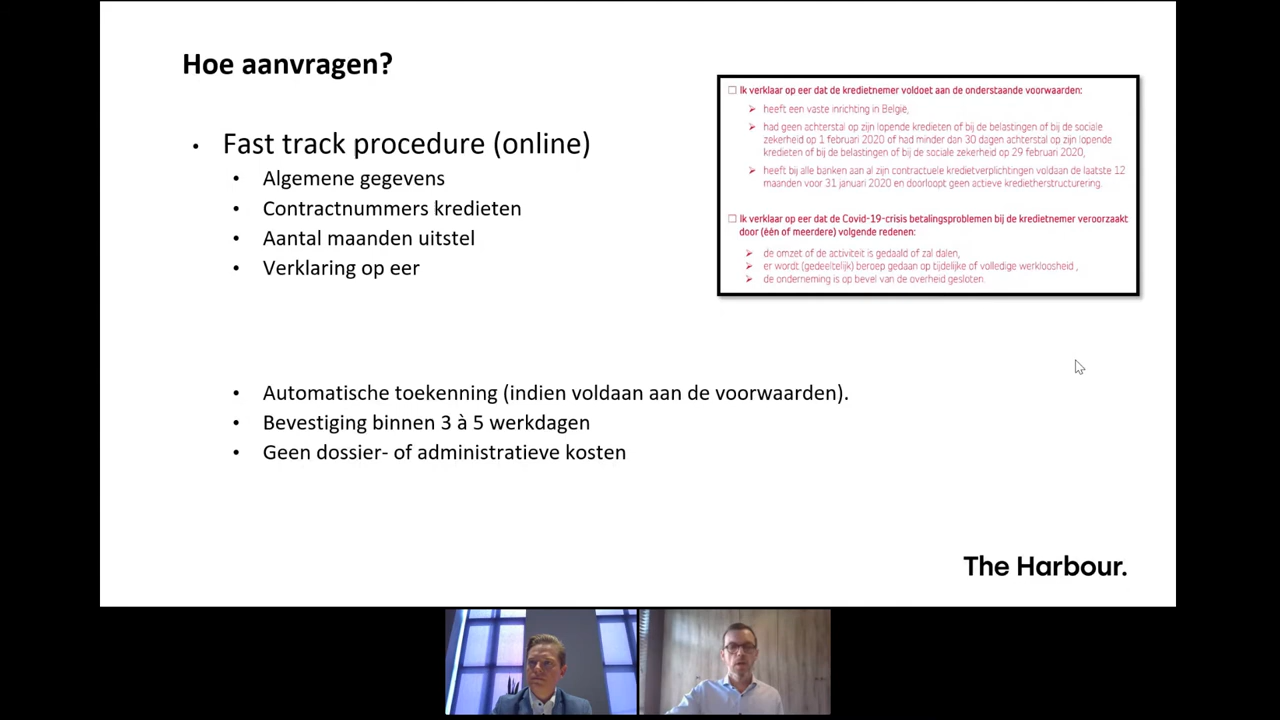 Hoe aanvragen?
• Fast track procedure (online)
• Algemene gegevens
• Contractnummers kredieten
• Aantal maanden uitstel
• Verklaring op eer
☐ Ik verklaar op eer dat de kredietnemer voldoet aan de onderstaande voorwaarden:
➤ heeft een vaste inrichting in België,
➤ had geen achterstal op zijn lopende kredieten of bij de belastingen of bij de sociale
zekerheid op 1 februari 2020 of had minder dan 30 dagen achterstal op zijn lopende
kredieten of bij de belastingen of bij de sociale zekerheid op 29 februari 2020,
➤ heeft bij alle banken aan al zijn contractuele kredietverplichtingen voldaan de laatste 12
maanden voor 31 januari 2020 en doorloopt geen actieve kredietherstructurering.
☐ Ik verklaar op eer dat de Covid-19-crisis betalingsproblemen bij de kredietnemer veroorzaakt
door (één of meerdere) volgende redenen:
➤ de omzet of de activiteit is gedaald of zal dalen,
➤ er wordt (gedeeltelijk) beroep gedaan op tijdelijke of volledige werkloosheid ,
➤ de onderneming is op bevel van de overheid gesloten.
• Automatische toekenning (indien voldaan aan de voorwaarden).
• Bevestiging binnen 3 à 5 werkdagen
• Geen dossier- of administratieve kosten
The Harbour.